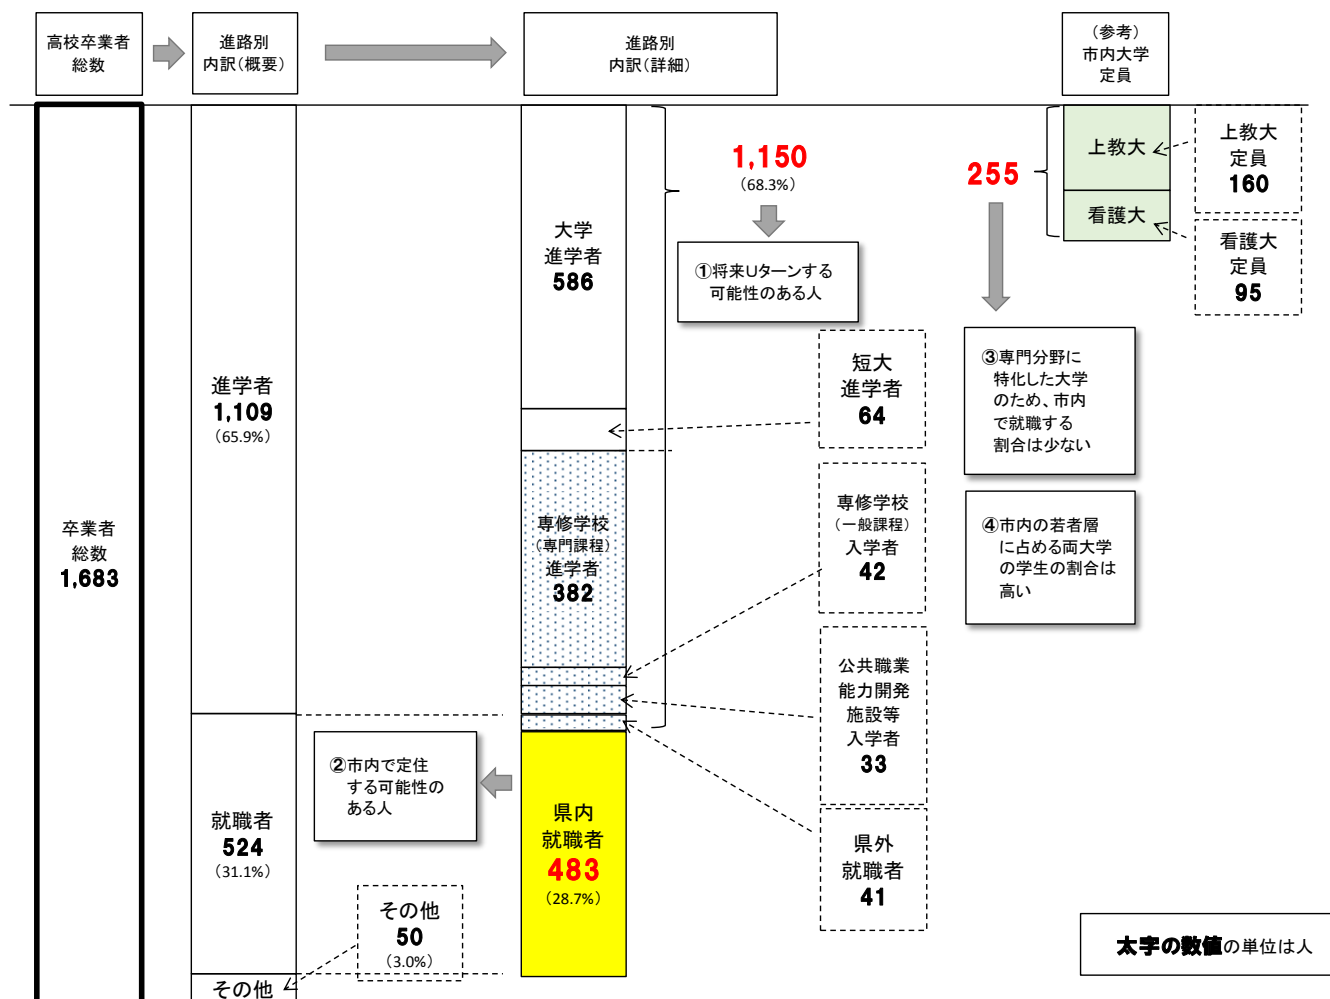 高校卒業者
総数
進路別
内訳（概要）
進路別
内訳（詳細）
（参考）
市内大学
定員
卒業者
総数
1,683
進学者
1,109
（65.9%）
就職者
524
（31.1%）
その他
その他
50
（3.0%）
大学
進学者
586
専修学校
（専門課程）
進学者
382
県内
就職者
483
（28.7%）
②市内で定住
する可能性の
ある人
1,150
（68.3%）
①将来Uターンする
可能性のある人
短大
進学者
64
専修学校
（一般課程）
入学者
42
公共職業
能力開発
施設等
入学者
33
県外
就職者
41
255
上教大
看護大
上教大
定員
160
看護大
定員
95
③専門分野に
特化した大学
のため、市内
で就職する
割合は少ない
④市内の若者層
に占める両大学
の学生の割合は
高い
太字の数値の単位は人